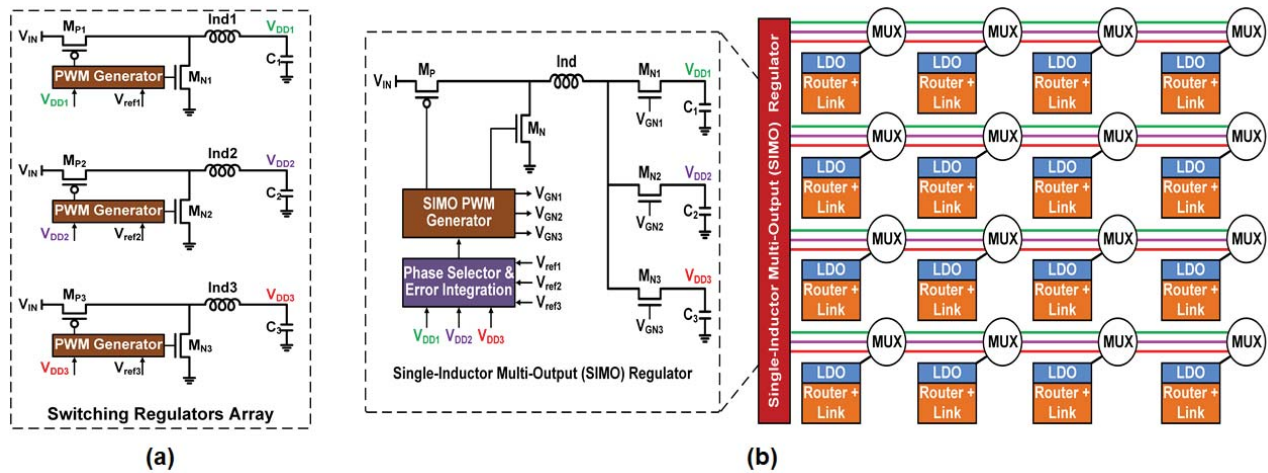 Ind1
M_P1
V_IN
V_DD1
C_1
PWM Generator
M_N1
V_DD1
V_ref1
Ind2
M_P2
V_IN
V_DD2
C_2
PWM Generator
M_N2
V_DD2
V_ref2
Ind3
M_P3
V_IN
V_DD3
C_3
PWM Generator
M_N3
V_DD3
V_ref3
Switching Regulators Array
(a)
M_P
Ind
M_N1
V_DD1
V_IN
C_1
V_GN1
M_N
M_N2
V_DD2
C_2
V_GN2
SIMO PWM
Generator
V_GN1
V_GN2
V_GN3
Phase Selector &
Error Integration
V_ref1
V_ref2
V_ref3
M_N3
V_DD3
C_3
V_GN3
V_DD1 V_DD2 V_DD3
Single-Inductor Multi-Output (SIMO) Regulator
Single-Inductor Multi-Output (SIMO) Regulator
MUX MUX MUX MUX
LDO LDO LDO LDO
Router + Router + Router + Router +
Link Link Link Link
MUX MUX MUX MUX
LDO LDO LDO LDO
Router + Router + Router + Router +
Link Link Link Link
MUX MUX MUX MUX
LDO LDO LDO LDO
Router + Router + Router + Router +
Link Link Link Link
MUX MUX MUX MUX
LDO LDO LDO LDO
Router + Router + Router + Router +
Link Link Link Link
(b)